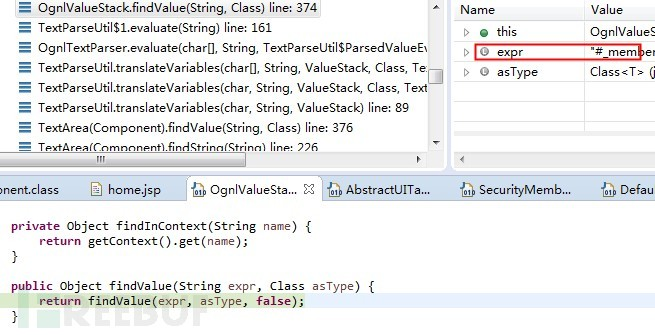 OgnlValueStack.findValue(String, Class) line: 374
TextParseUtil$1.evaluate(String) line: 161
OgnlTextParser.evaluate(char[], String, TextParseUtil$ParsedValueEv
TextParseUtil.translateVariables(char[], String, ValueStack, Class, Tex
TextParseUtil.translateVariables(char, String, ValueStack, Class, TextP
TextParseUtil.translateVariables(char, String, ValueStack) line: 89
TextArea(Component).findValue(String, Class) line: 376
TextArea(Component).findString(String) line: 226
Name Value
this OgnlValueS
expr "#_member
asType Class<T> (j
nent.class home.jsp OgnlValueSta... AbstractUITa... SecurityMemb... Defau
private Object findInContext(String name) {
return getContext().get(name);
}
public Object findValue(String expr, Class asType) {
return findValue(expr, asType, false);
}
REEBUF